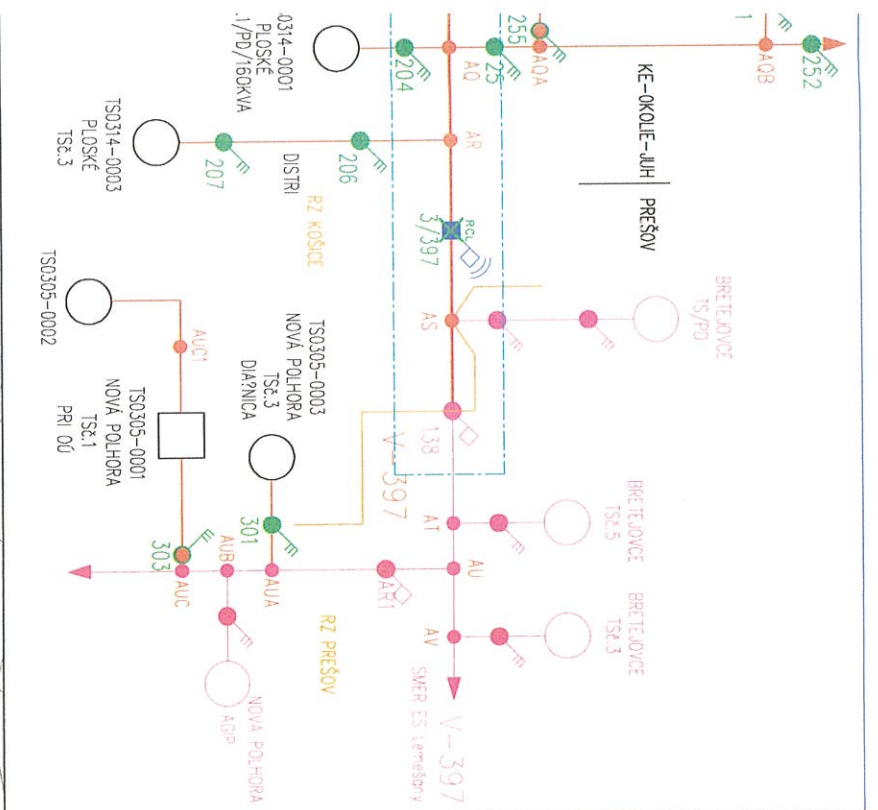 0314-0001
PLOSKÉ
.1/PD/160KVA
204
AQ
25
255
AQA
AQB
1
252
KE-OKOLIE-JUH
PREŠOV
TS0314-0003
PLOSKÉ
TSč.3
207
206
AR
DISTRI
RZ KOŠICE
RCL
3/397
AS
BRETEJOVCE
TS/PD
TS0305-0002
AUC1
TS0305-0001
NOVÁ POLHORA
TSč.1
PRI OÚ
TS0305-0003
NOVÁ POLHORA
TSč.3
DIA?NICA
138
V-397
301
303
AUC
AUB
AUA
AR1
AT
AU
AV
BRETEJOVCE
TSč.5
BRETEJOVCE
TSč.3
RZ PREŠOV
SMER ES Lemešany
V-397
NOVÁ POLHORA
AGIP